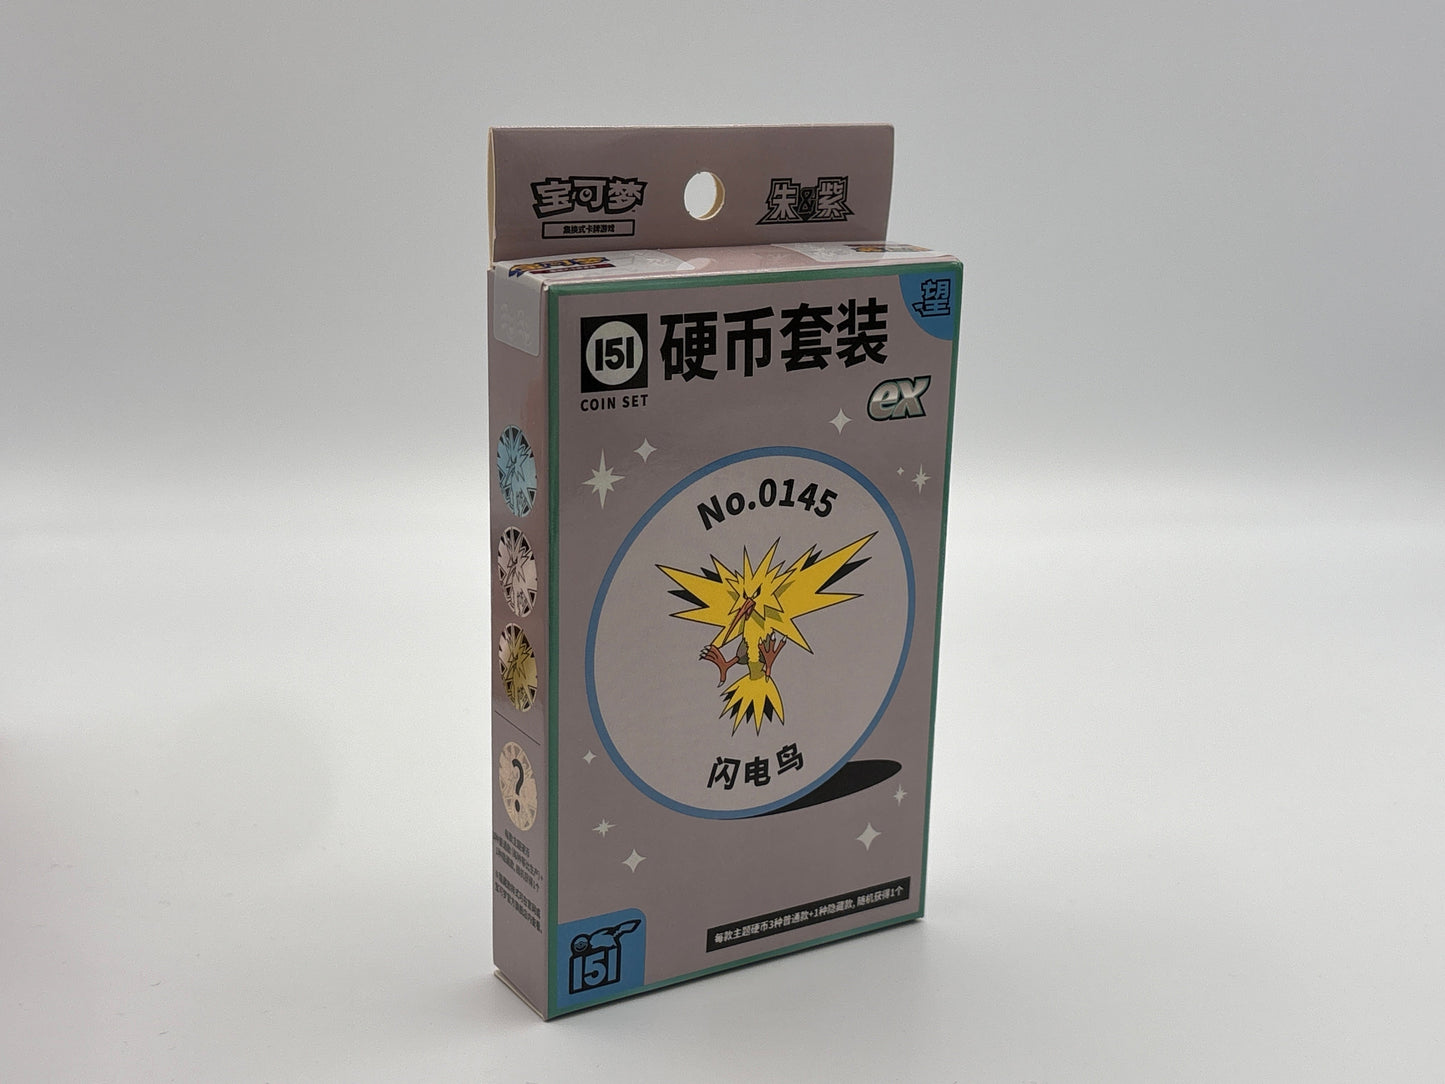 宝可梦
集换式卡牌游戏
朱&紫
望
151
硬币套装
COIN SET
ex
No.0145
闪电鸟
?
每款主题硬币3种普通款+1种隐藏款, 随机获得1个
151